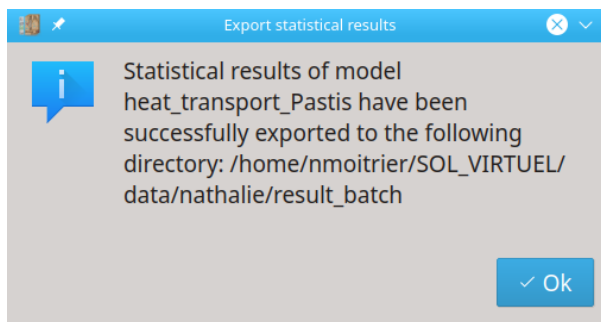 Export statistical results
Statistical results of model
heat_transport_Pastis have been
successfully exported to the following
directory: /home/nmoitrier/SOL_VIRTUEL/
data/nathalie/result_batch
Ok